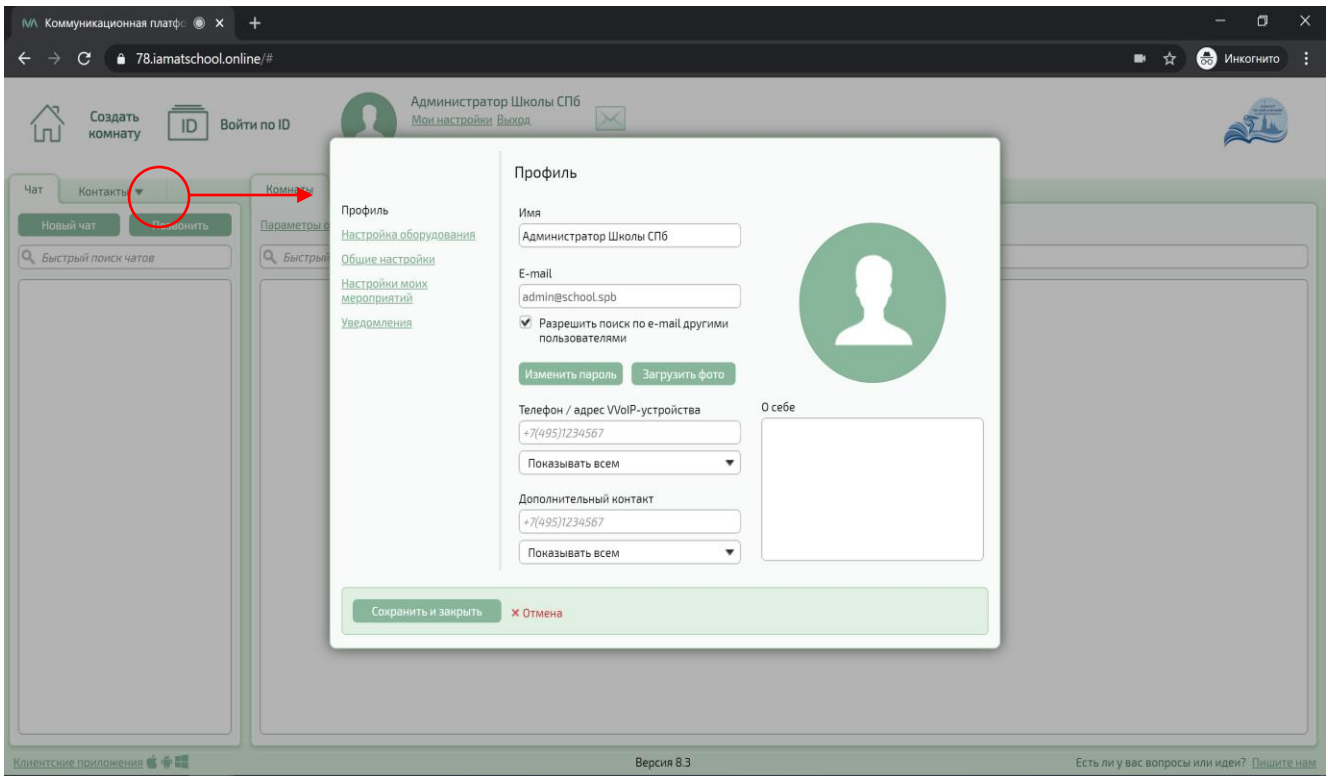 IVA Коммуникационная платфо
78.iamatschool.online/#
Инкогнито
Создать
комнату
ID
Войти по ID
Администратор Школы СПб
Мои настройки Выход
Чат
Контакты
Комнаты
Новый чат
Позвонить
Параметры о
Быстрый поиск чатов
Быстрый
Профиль
Настройка оборудования
Общие настройки
Настройки моих
мероприятий
Уведомления
Профиль
Имя
Администратор Школы СПб
E-mail
admin@school.spb
Разрешить поиск по e-mail другими
пользователями
Изменить пароль
Загрузить фото
Телефон / адрес VVoIP-устройства
+7(495)1234567
Показывать всем
Дополнительный контакт
+7(495)1234567
Показывать всем
О себе
Сохранить и закрыть
Отмена
Клиентские приложения
Версия 8.3
Есть ли у вас вопросы или идеи? Пишите нам